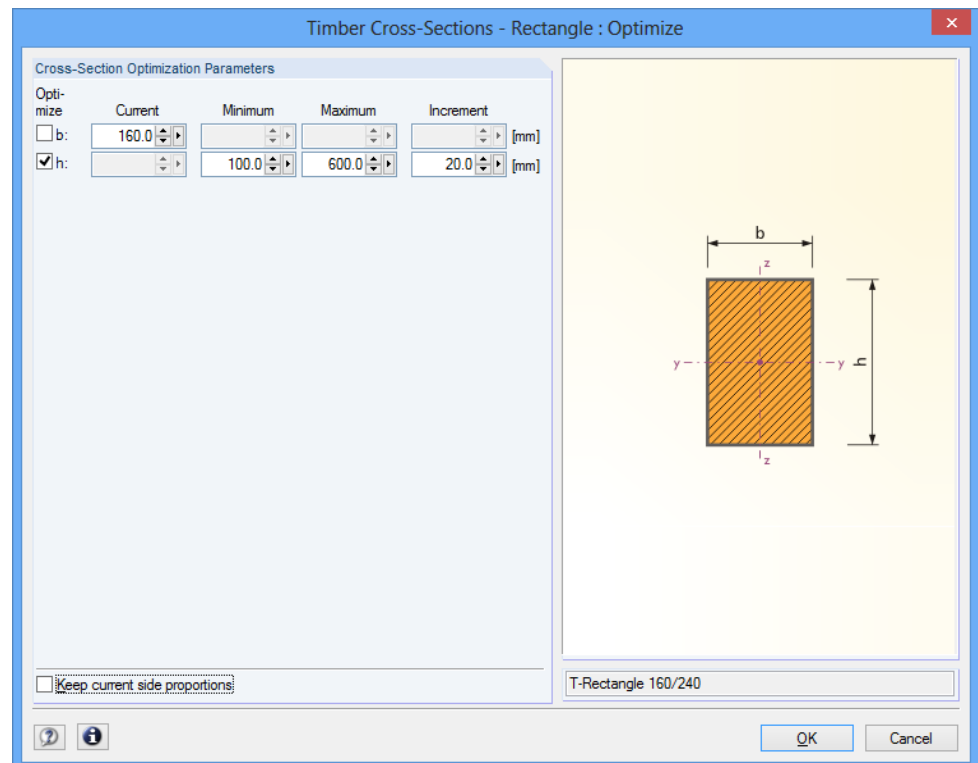 Timber Cross-Sections - Rectangle : Optimize
Cross-Section Optimization Parameters
Opti-
mize Current Minimum Maximum Increment
b: 160.0 [mm]
h: 100.0 600.0 20.0 [mm]
b
z
y y h
z
Keep current side proportions
T-Rectangle 160/240
OK Cancel